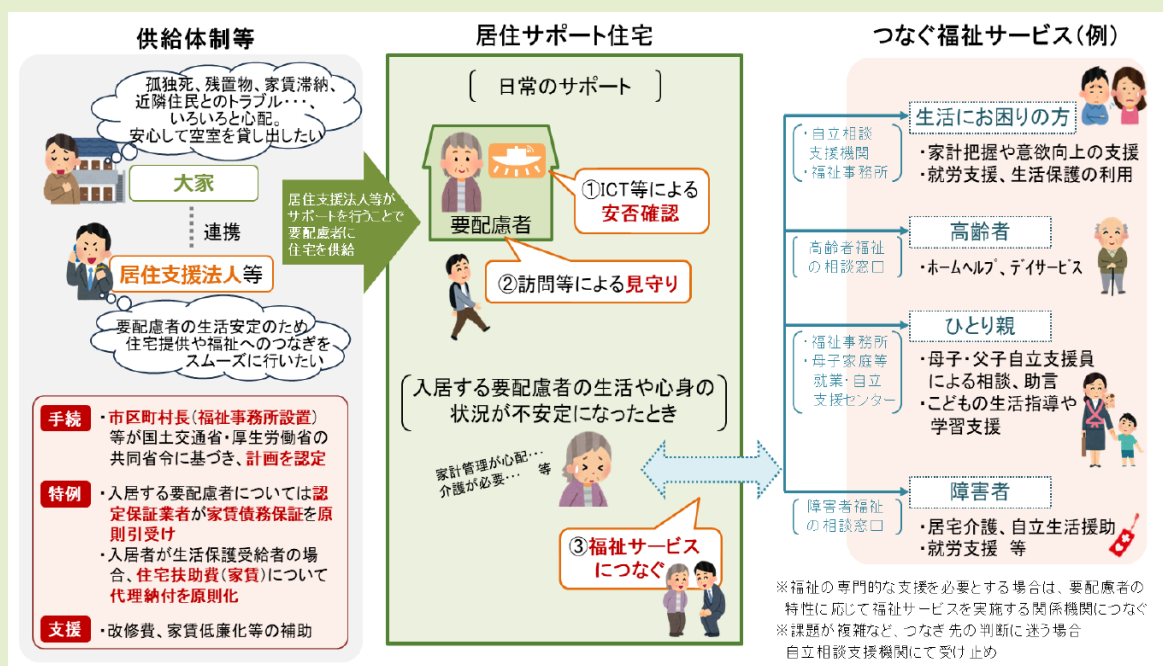 供給体制等
孤独死、残置物、家賃滞納、
近隣住民とのトラブル・・・、
いろいろと心配。
安心して空室を貸し出したい
大家
連携
居住支援法人等
要配慮者の生活安定のため
住宅提供や福祉へのつなぎを
スムーズに行いたい
手続
・市区町村長(福祉事務所設置)
等が国土交通省・厚生労働省の
共同省令に基づき、計画を認定
特例
・入居する要配慮者については認
定保証業者が家賃債務保証を原
則引受け
・入居者が生活保護受給者の場
合、住宅扶助費(家賃)について
代理納付を原則化
支援
・改修費、家賃低廉化等の補助
居住支援法人等が
サポートを行うことで
要配慮者に
住宅を供給
居住サポート住宅
日常のサポート
要配慮者
①ICT等による
安否確認
②訪問等による見守り
入居する要配慮者の生活や心身の
状況が不安定になったとき
家計管理が心配…
介護が必要… 等
③福祉サービス
につなぐ
つなぐ福祉サービス(例)
・自立相談
支援機関
・福祉事務所
生活にお困りの方
・家計把握や意欲向上の支援
・就労支援、生活保護の利用
高齢者福祉
の相談窓口
高齢者
・ホームヘルプ、デイサービス
・福祉事務所
・母子家庭等
就業・自立
支援センター
ひとり親
・母子・父子自立支援員
による相談、助言
・こどもの生活指導や
学習支援
障害者福祉
の相談窓口
障害者
・居宅介護、自立生活援助
・就労支援 等
※福祉の専門的な支援を必要とする場合は、要配慮者の
特性に応じて福祉サービスを実施する関係機関につなぐ
※課題が複雑など、つなぎ先の判断に迷う場合
自立相談支援機関にて受け止め